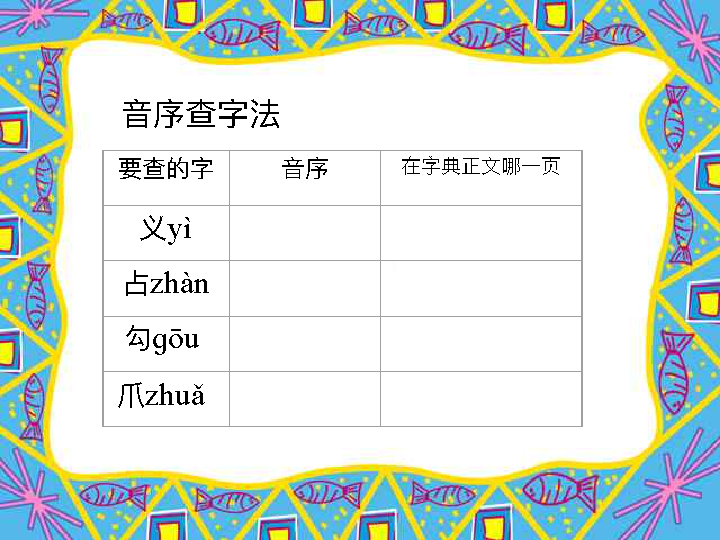 音序查字法
要查的字 音序 在字典正文哪一页
义yì
占zhàn
勾gōu
爪zhuǎ